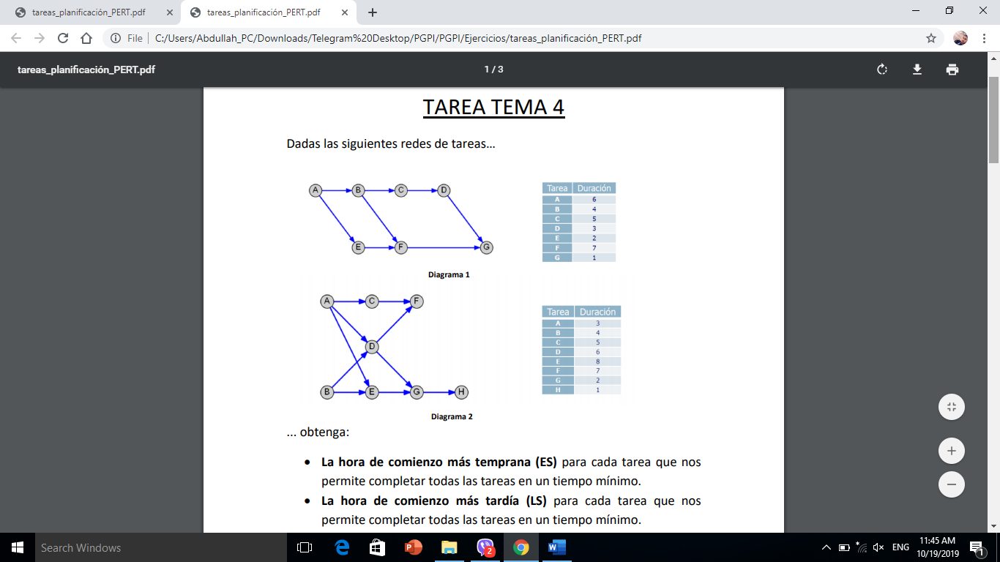 tareas_planificación_PERT.pdf
tareas_planificación_PERT.pdf
File
C:/Users/Abdullah_PC/Downloads/Telegram%20Desktop/PGPI/PGPI/Ejercicios/tareas_planificación_PERT.pdf
tareas_planificación_PERT.pdf
1 / 3
TAREA TEMA 4
Dadas las siguientes redes de tareas...
A B C D
E F G
Tarea Duración
A 6
B 4
C 5
D 3
E 2
F 7
G 1
Diagrama 1
A C F
D
B E G H
Tarea Duración
A 3
B 4
C 5
D 6
E 8
F 7
G 2
H 1
Diagrama 2
... obtenga:
• La hora de comienzo más temprana (ES) para cada tarea que nos
permite completar todas las tareas en un tiempo mínimo.
• La hora de comienzo más tardía (LS) para cada tarea que nos
permite completar todas las tareas en un tiempo mínimo.
Search Windows
2
ENG
11:45 AM
10/19/2019
1